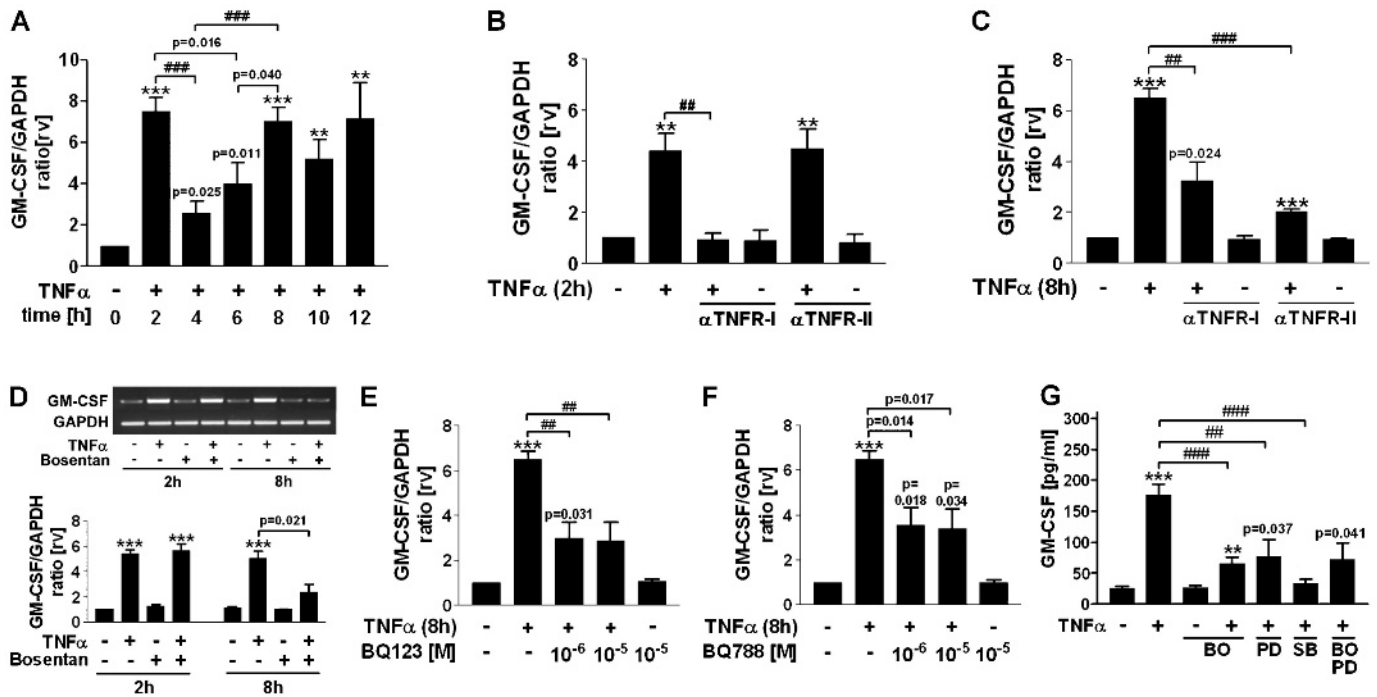 A
GM-CSF/GAPDH
ratio[rv]
10
8
6
4
2
0
***
p=0.025
p=0.011
***
**
**
###
p=0.016
p=0.040
###
TNFα - + + + + + +
time [h] 0 2 4 6 8 10 12
B
GM-CSF/GAPDH
ratio [rv]
8
6
4
2
0
**
##
**
TNFα (2h) - + + - + -
αTNFR-I αTNFR-II
C
GM-CSF/GAPDH
ratio [rv]
8
6
4
2
0
***
##
###
p=0.024
***
TNFα (8h) - + + - + -
αTNFR-I αTNFR-II
D
GM-CSF
GAPDH
TNFα - + - + - + - +
Bosentan - - + + - - + +
2h 8h
GM-CSF/GAPDH
ratio [rv]
8
6
4
2
0
***
***
***
p=0.021
TNFα - + - + - + - +
Bosentan - - + + - - + +
2h 8h
E
GM-CSF/GAPDH
ratio [rv]
8
6
4
2
0
***
##
##
p=0.031
TNFα (8h) - + + + -
BQ123 [M] - - 10⁻⁶ 10⁻⁵ 10⁻⁵
F
GM-CSF/GAPDH
ratio [rv]
8
6
4
2
0
***
p=0.014
p=0.017
p=
0.018
p=
0.034
TNFα (8h) - + + + -
BQ788 [M] - - 10⁻⁶ 10⁻⁵ 10⁻⁵
G
GM-CSF [pg/ml]
300
250
200
150
100
50
0
***
###
##
###
**
p=0.037
p=0.041
TNFα - + - + + + +
BO PD SB BO
PD